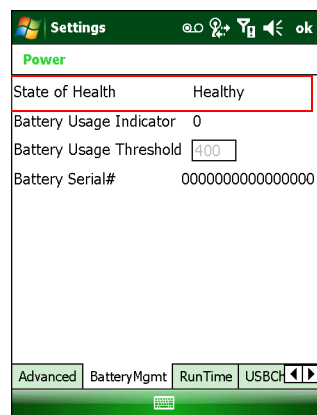 Settings ok
Power
State of Health Healthy
Battery Usage Indicator 0
Battery Usage Threshold 400
Battery Serial# 0000000000000000
Advanced BatteryMgmt RunTime USBCh